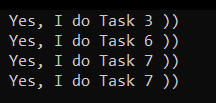 Yes, I do Task 3 ))
Yes, I do Task 6 ))
Yes, I do Task 7 ))
Yes, I do Task 7 ))